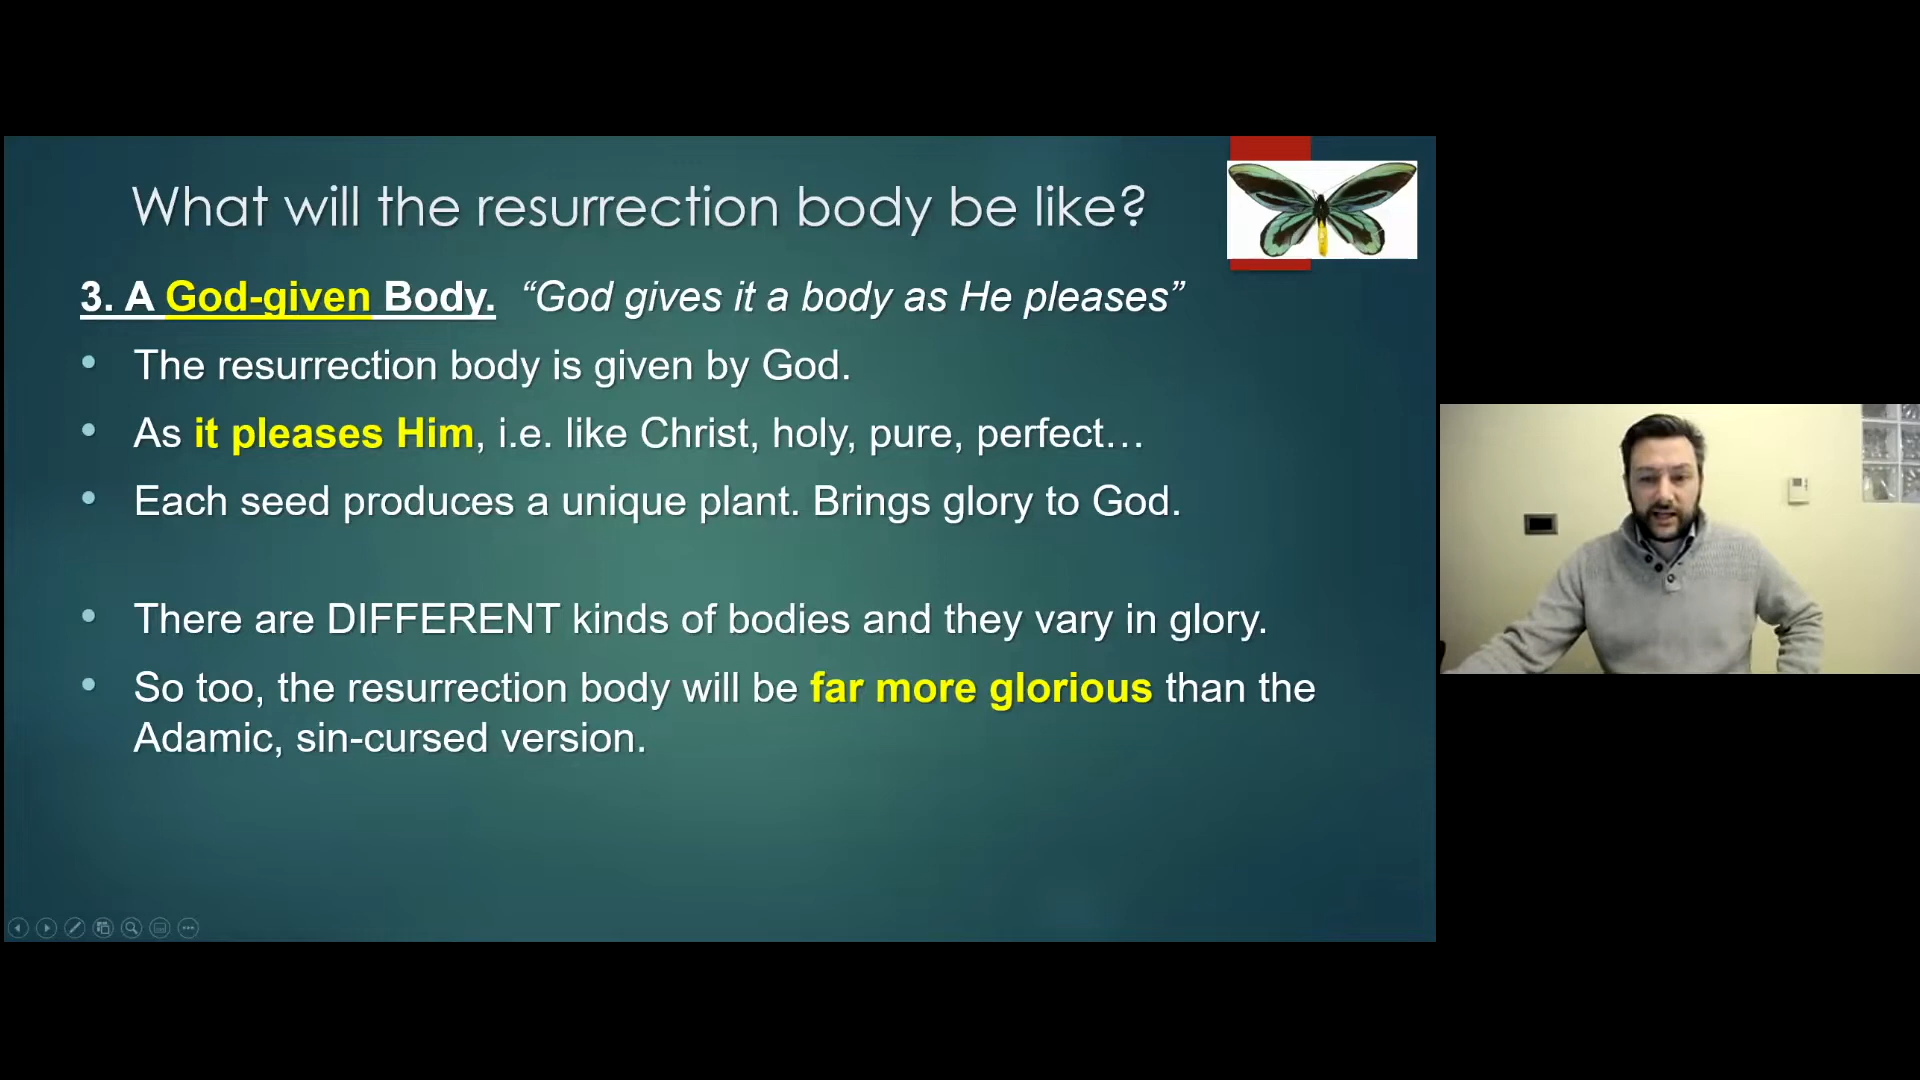 What will the resurrection body be like?
3. A God-given Body. “God gives it a body as He pleases”
• The resurrection body is given by God.
• As it pleases Him, i.e. like Christ, holy, pure, perfect…
• Each seed produces a unique plant. Brings glory to God.
• There are DIFFERENT kinds of bodies and they vary in glory.
• So too, the resurrection body will be far more glorious than the
Adamic, sin-cursed version.